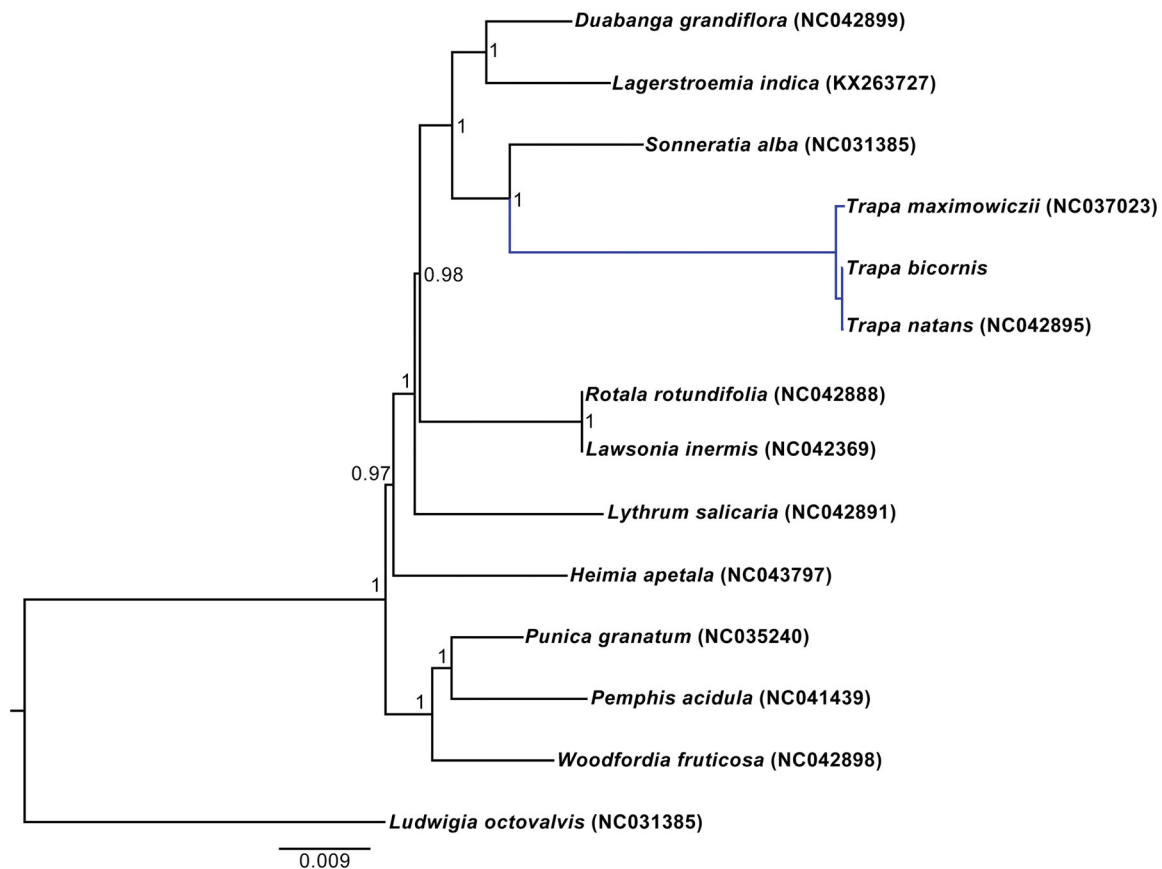 Duabanga grandiflora (NC042899)
1
Lagerstroemia indica (KX263727)
1
Sonneratia alba (NC031385)
1
Trapa maximowiczii (NC037023)
Trapa bicornis
0.98
Trapa natans (NC042895)
1
Rotala rotundifolia (NC042888)
1
Lawsonia inermis (NC042369)
0.97
Lythrum salicaria (NC042891)
Heimia apetala (NC043797)
1
Punica granatum (NC035240)
1
Pemphis acidula (NC041439)
1
Woodfordia fruticosa (NC042898)
Ludwigia octovalvis (NC031385)
0.009